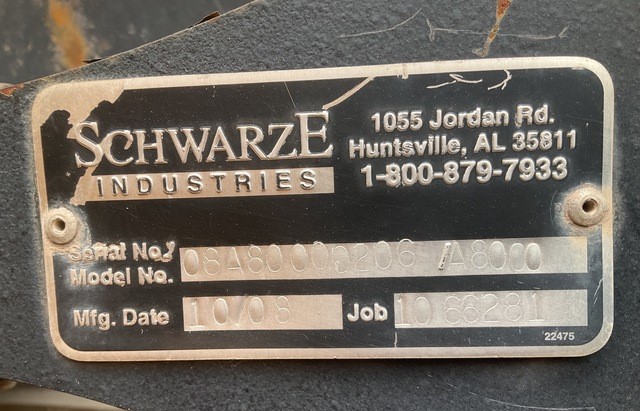 SCHWARZE
INDUSTRIES
1055 Jordan Rd.
Huntsville, AL 35811
1-800-879-7933
Serial No./
Model No.
08A80000206 /A8000
Mfg. Date 10/08 Job 1066281
22475